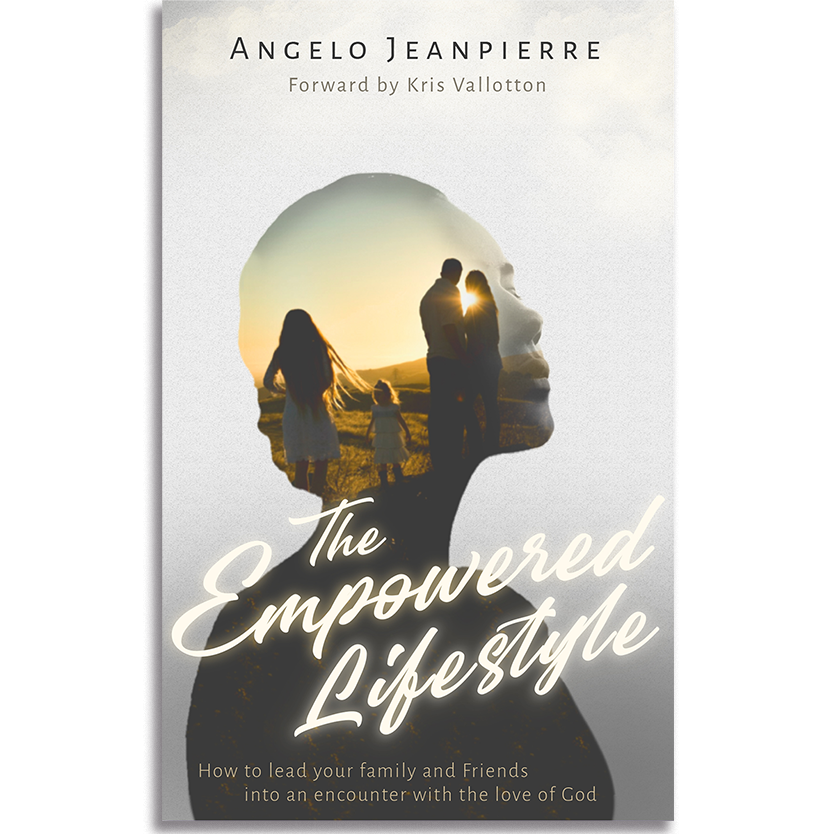 Angelo Jeanpierre
Forward by Kris Vallotton
The
Empowered
Lifestyle
How to lead your family and Friends
into an encounter with the love of God